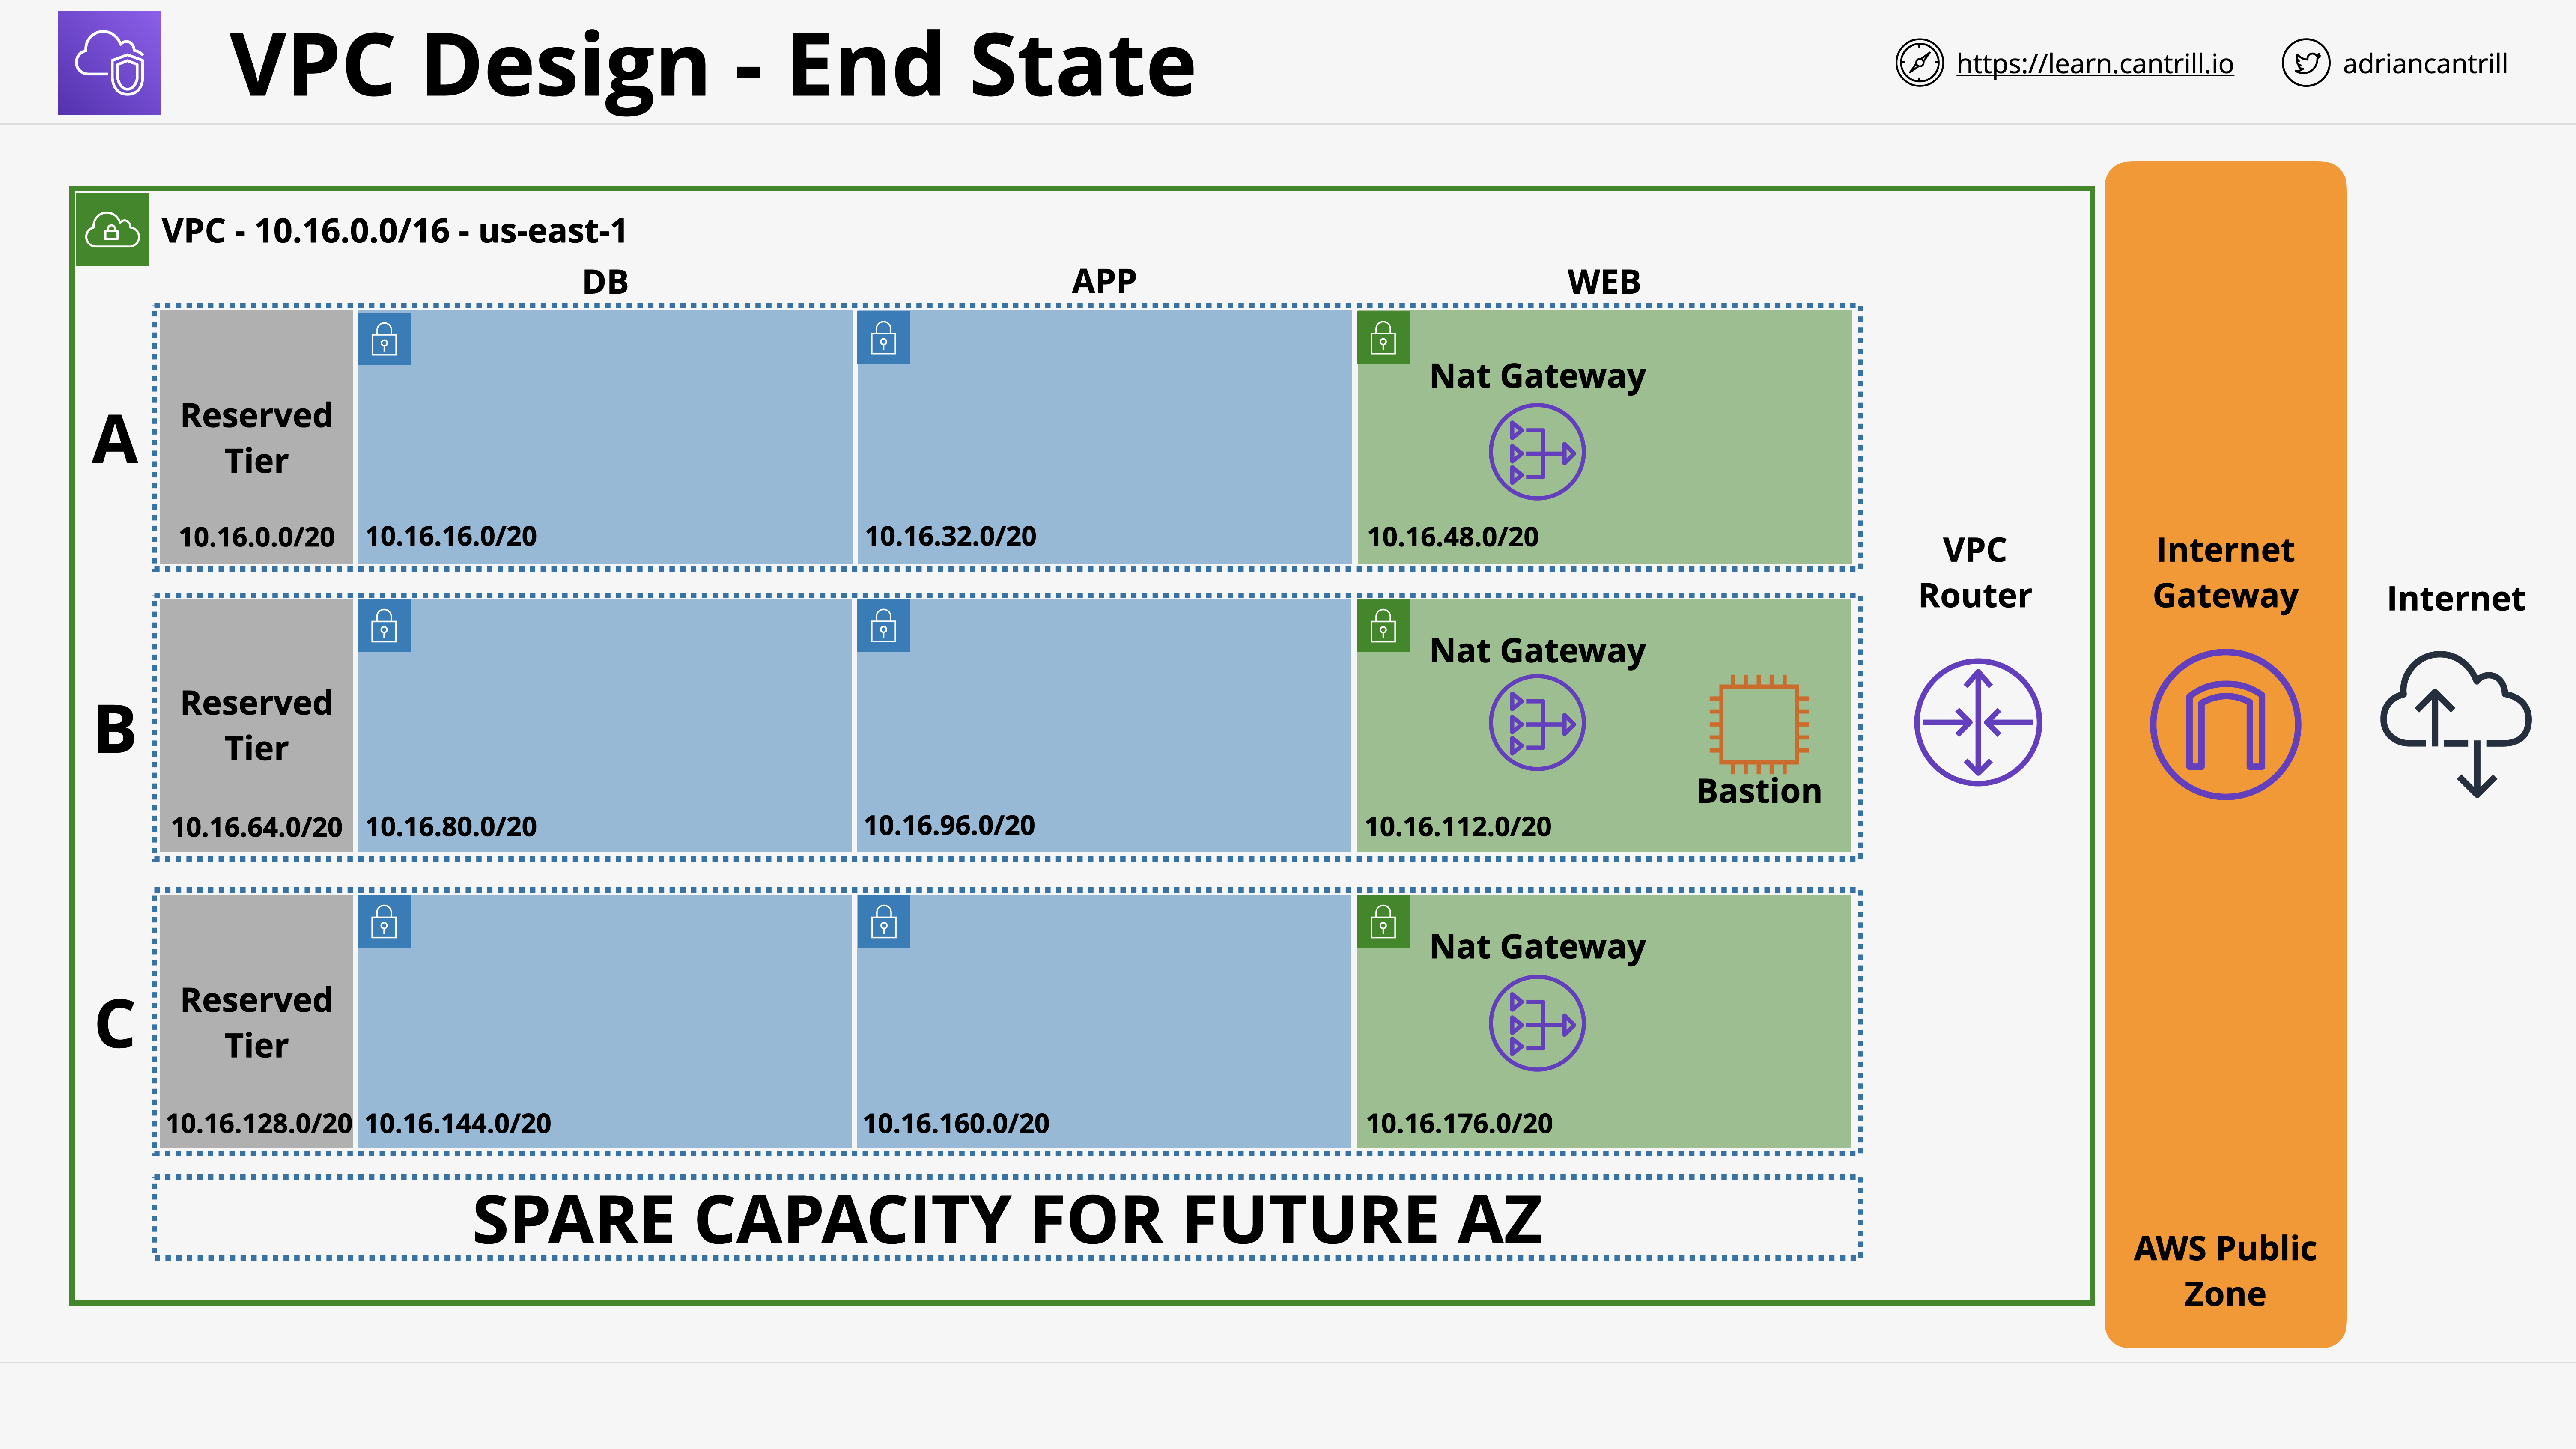 VPC Design - End State
https://learn.cantrill.io
adriancantrill
VPC - 10.16.0.0/16 - us-east-1
DB
APP
WEB
A
Reserved
Tier
10.16.0.0/20
10.16.16.0/20
10.16.32.0/20
Nat Gateway
10.16.48.0/20
B
Reserved
Tier
10.16.64.0/20
10.16.80.0/20
10.16.96.0/20
Nat Gateway
Bastion
10.16.112.0/20
C
Reserved
Tier
10.16.128.0/20
10.16.144.0/20
10.16.160.0/20
Nat Gateway
10.16.176.0/20
SPARE CAPACITY FOR FUTURE AZ
VPC
Router
Internet
Gateway
AWS Public
Zone
Internet